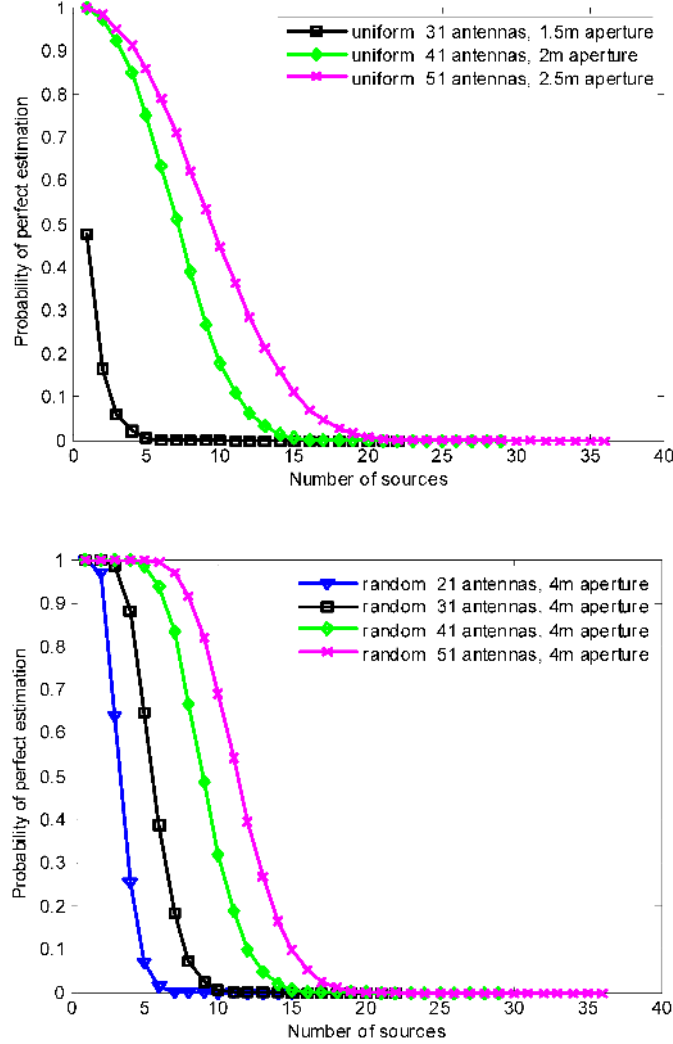 1
0.9
0.8
0.7
0.6
0.5
0.4
0.3
0.2
0.1
0
Probability of perfect estimation
uniform 31 antennas, 1.5m aperture
uniform 41 antennas, 2m aperture
uniform 51 antennas, 2.5m aperture
0 5 10 15 20 25 30 35 40
Number of sources
1
0.9
0.8
0.7
0.6
0.5
0.4
0.3
0.2
0.1
0
Probability of perfect estimation
random 21 antennas, 4m aperture
random 31 antennas, 4m aperture
random 41 antennas, 4m aperture
random 51 antennas, 4m aperture
0 5 10 15 20 25 30 35 40
Number of sources